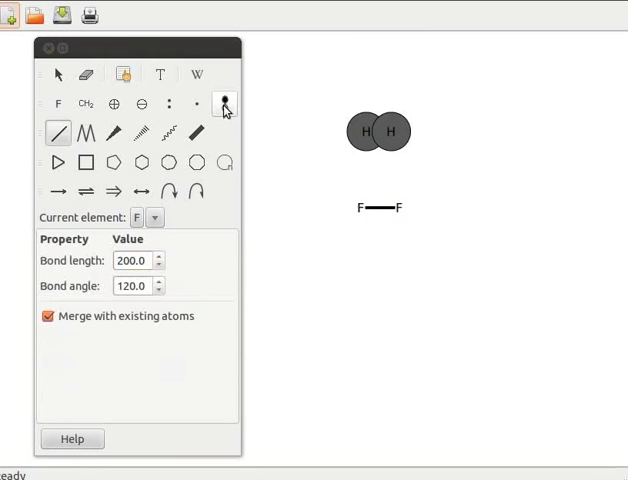 T W
F CH2
Current element: F
Property Value
Bond length: 200.0
Bond angle: 120.0
Merge with existing atoms
Help
H H
F F
eady